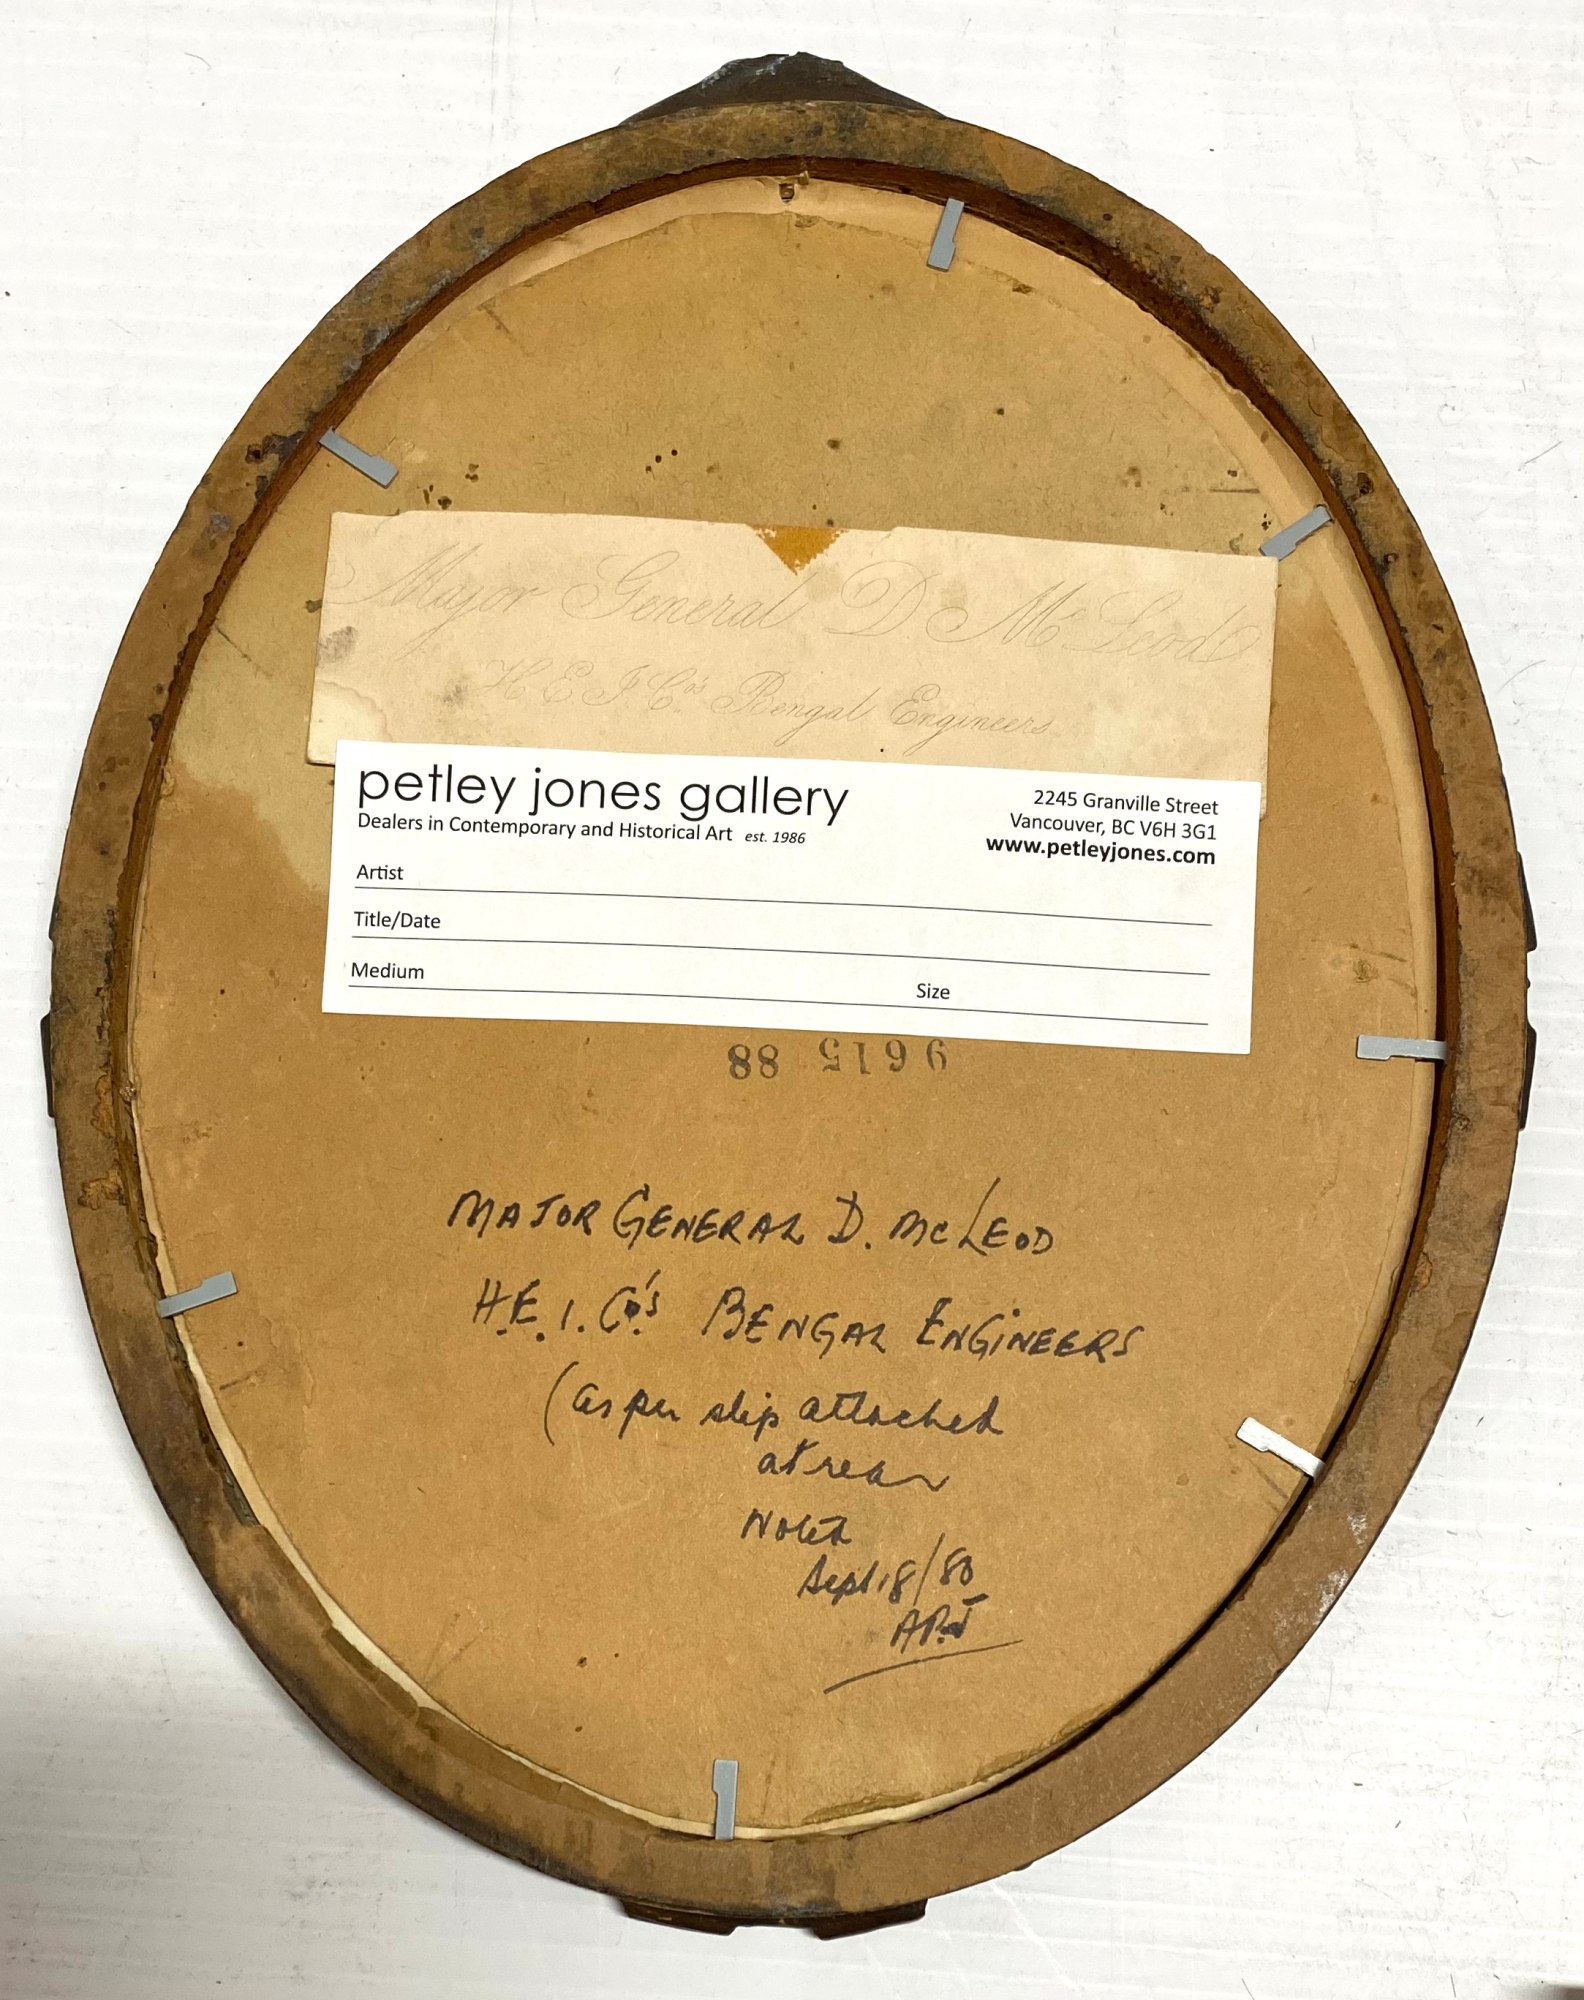 Major General D McLeod
H E I Co's Bengal Engineers
petley jones gallery
Dealers in Contemporary and Historical Art est. 1986
2245 Granville Street
Vancouver, BC V6H 3G1
www.petleyjones.com
Artist
Title/Date
Medium
Size
9615 88
MAJOR GENERAL D. McLEOD
H.E.I. Co's BENGAL ENGINEERS
(as per slip attached
at rear
Noted
Sept 18/80